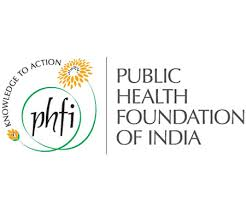 KNOWLEDGE TO ACTION
phfi
PUBLIC
HEALTH
FOUNDATION
OF INDIA